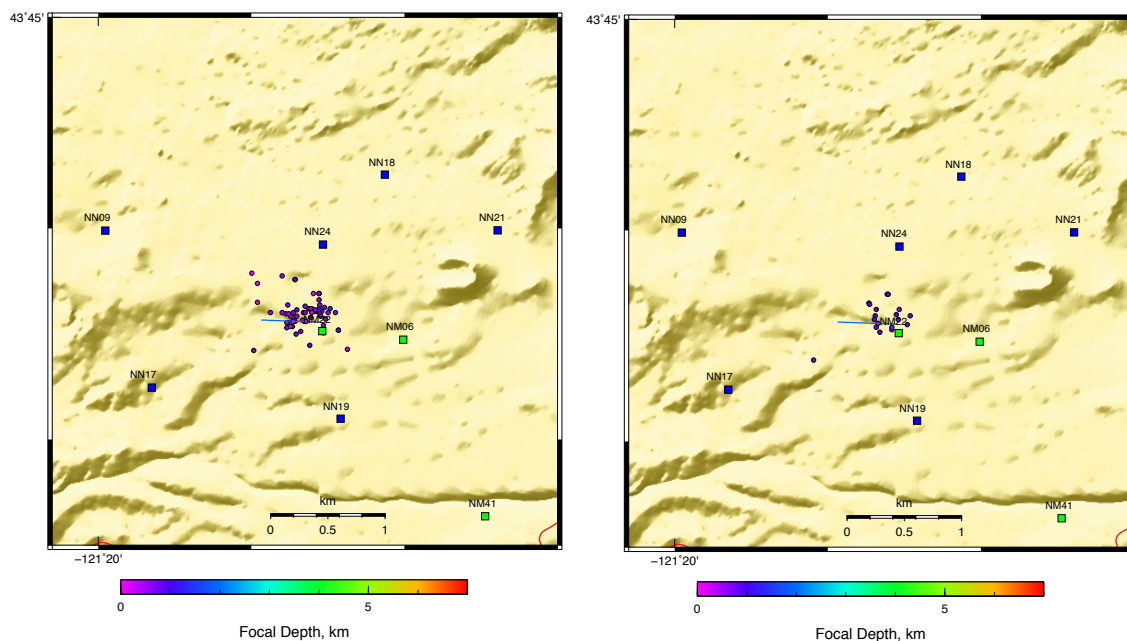 43°45'
NN18
NN09
NN21
NN24
NM06
NN17
NN19
km
0 0.5 1
NM41
−121°20'
0 5
Focal Depth, km
43°45'
NN18
NN09
NN21
NN24
NM22
NM06
NN17
NN19
km
0 0.5 1
NM41
−121°20'
0 5
Focal Depth, km